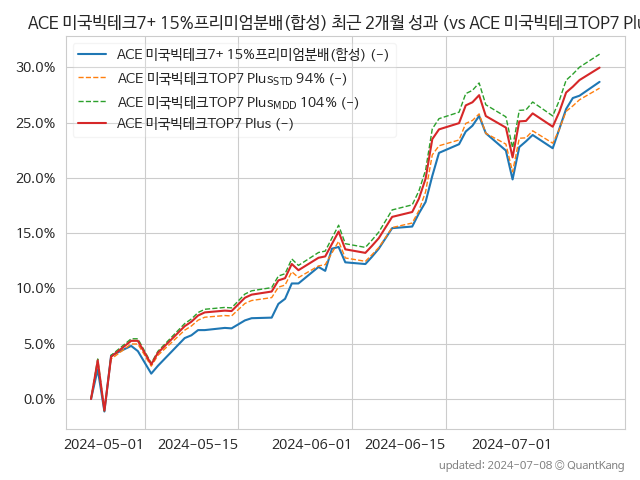 ACE 미국빅테크7+ 15%프리미엄분배(합성) 최근 2개월 성과 (vs ACE 미국빅테크TOP7 Plu
ACE 미국빅테크7+ 15%프리미엄분배(합성) (-)
ACE 미국빅테크TOP7 PlusSTD 94% (-)
ACE 미국빅테크TOP7 PlusMDD 104% (-)
ACE 미국빅테크TOP7 Plus (-)
30.0%
25.0%
20.0%
15.0%
10.0%
5.0%
0.0%
2024-05-01 2024-05-15 2024-06-01 2024-06-15 2024-07-01
updated: 2024-07-08 @ QuantKang